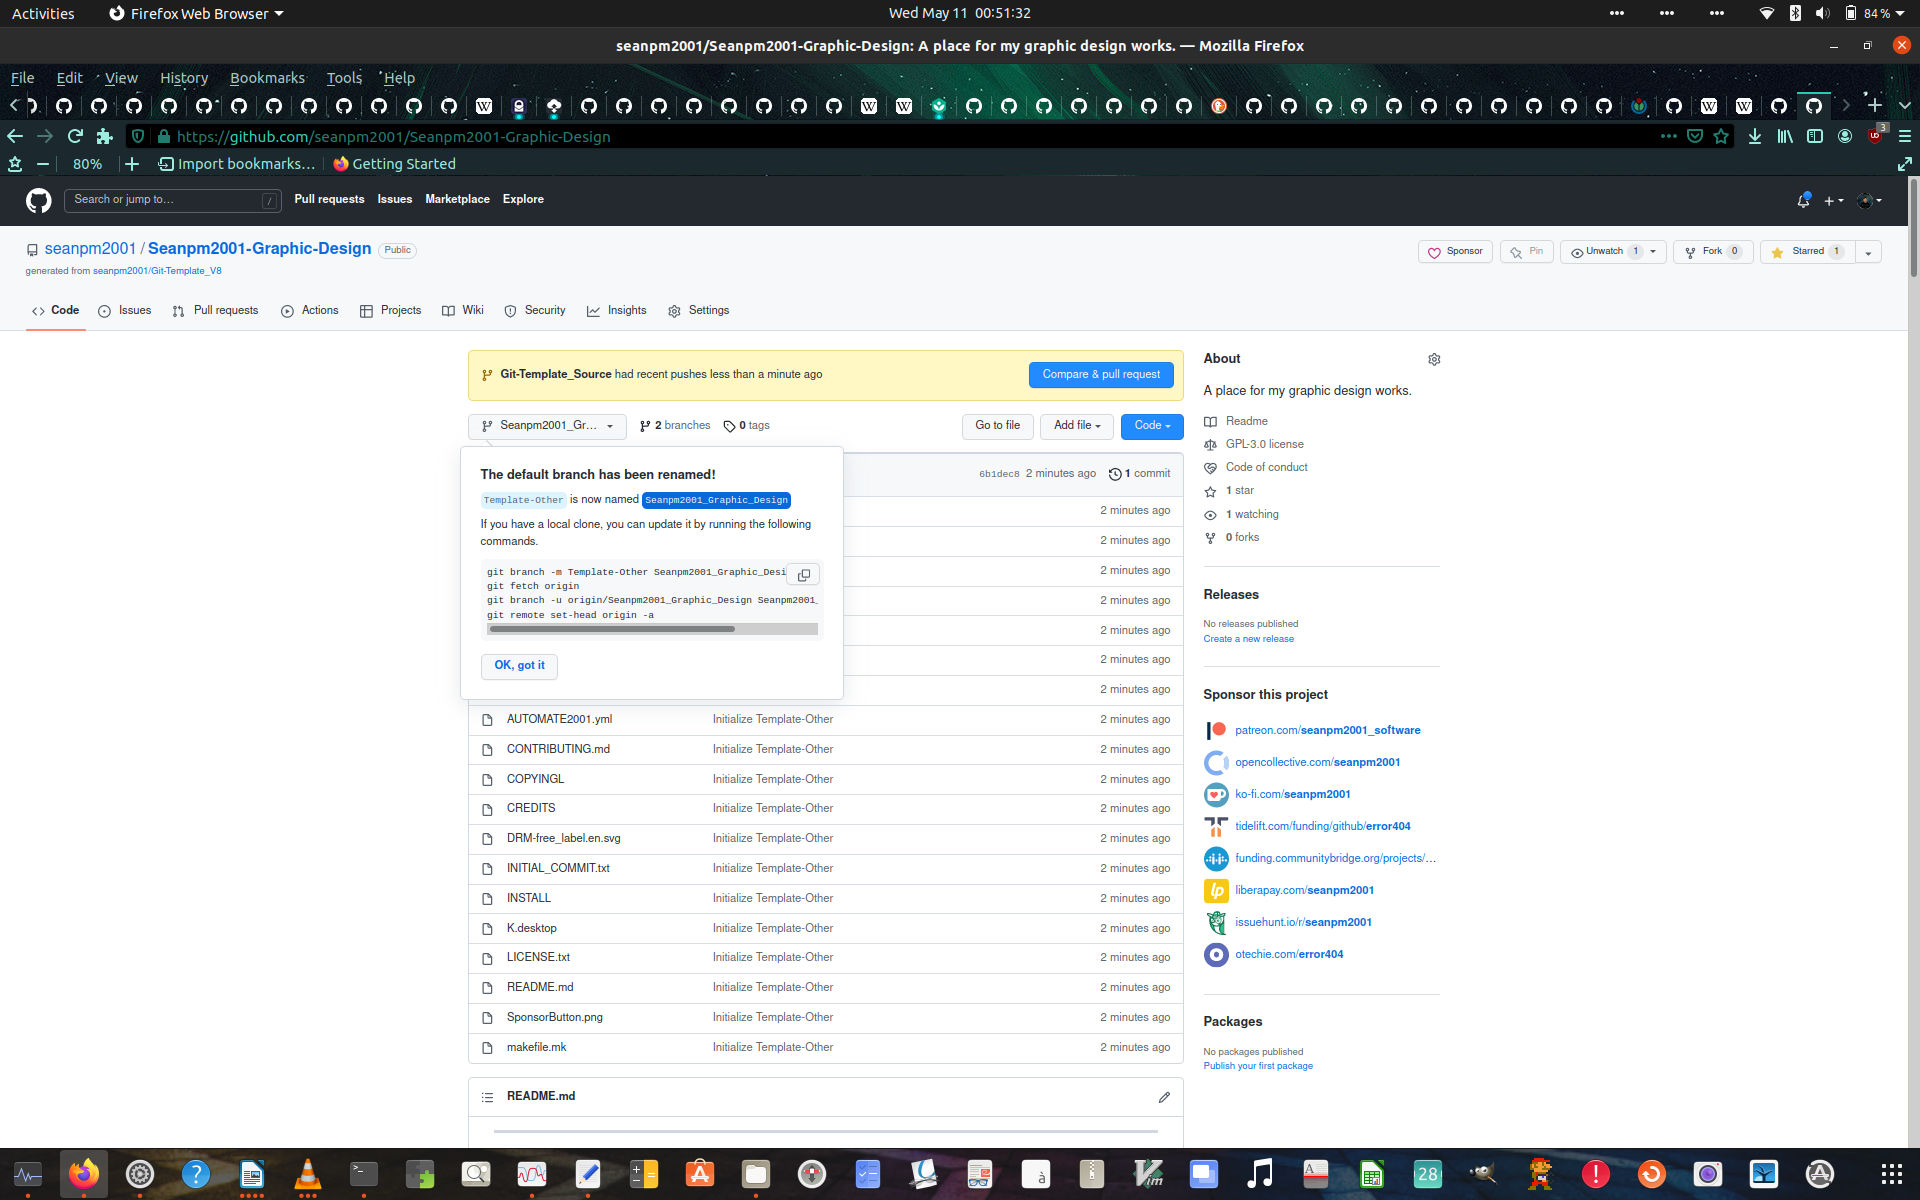 Activities
Firefox Web Browser
Wed May 11 00:51:32
84 %
seanpm2001/Seanpm2001-Graphic-Design: A place for my graphic design works. — Mozilla Firefox
File Edit View History Bookmarks Tools Help
https://github.com/seanpm2001/Seanpm2001-Graphic-Design
3
80%
Import bookmarks...
Getting Started
Search or jump to...
/
Pull requests
Issues
Marketplace
Explore
seanpm2001 / Seanpm2001-Graphic-Design
Public
generated from seanpm2001/Git-Template_V8
Sponsor
Pin
Unwatch 1
Fork 0
Starred 1
Code
Issues
Pull requests
Actions
Projects
Wiki
Security
Insights
Settings
Git-Template_Source had recent pushes less than a minute ago
Compare & pull request
Seanpm2001_Gr...
2 branches
0 tags
Go to file
Add file
Code
The default branch has been renamed!
Template-Other is now named Seanpm2001_Graphic_Design
If you have a local clone, you can update it by running the following
commands.
git branch -m Template-Other Seanpm2001_Graphic_Desi
git fetch origin
git branch -u origin/Seanpm2001_Graphic_Design Seanpm2001_
git remote set-head origin -a
OK, got it
6b1dec8 2 minutes ago
1 commit
2 minutes ago
2 minutes ago
2 minutes ago
2 minutes ago
2 minutes ago
2 minutes ago
2 minutes ago
AUTOMATE2001.yml Initialize Template-Other 2 minutes ago
CONTRIBUTING.md Initialize Template-Other 2 minutes ago
COPYINGL Initialize Template-Other 2 minutes ago
CREDITS Initialize Template-Other 2 minutes ago
DRM-free_label.en.svg Initialize Template-Other 2 minutes ago
INITIAL_COMMIT.txt Initialize Template-Other 2 minutes ago
INSTALL Initialize Template-Other 2 minutes ago
K.desktop Initialize Template-Other 2 minutes ago
LICENSE.txt Initialize Template-Other 2 minutes ago
README.md Initialize Template-Other 2 minutes ago
SponsorButton.png Initialize Template-Other 2 minutes ago
makefile.mk Initialize Template-Other 2 minutes ago
README.md
About
A place for my graphic design works.
Readme
GPL-3.0 license
Code of conduct
1 star
1 watching
0 forks
Releases
No releases published
Create a new release
Sponsor this project
patreon.com/seanpm2001_software
opencollective.com/seanpm2001
ko-fi.com/seanpm2001
tidelift.com/funding/github/error404
funding.communitybridge.org/projects/...
liberapay.com/seanpm2001
issuehunt.io/r/seanpm2001
otechie.com/error404
Packages
No packages published
Publish your first package
28